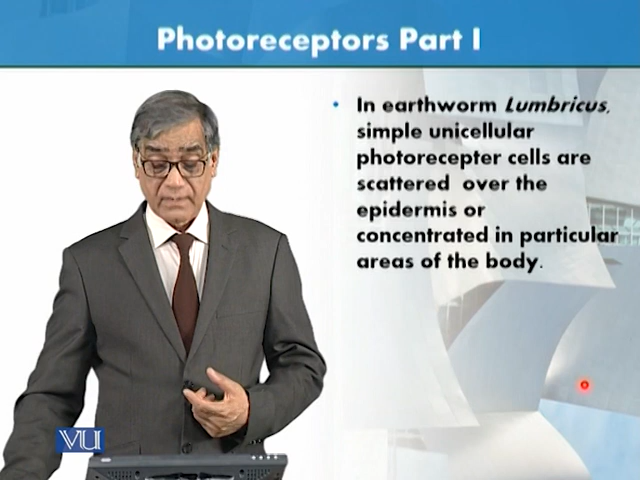 Photoreceptors Part I
• In earthworm Lumbricus,
simple unicellular
photorecepter cells are
scattered over the
epidermis or
concentrated in particular
areas of the body.
VU